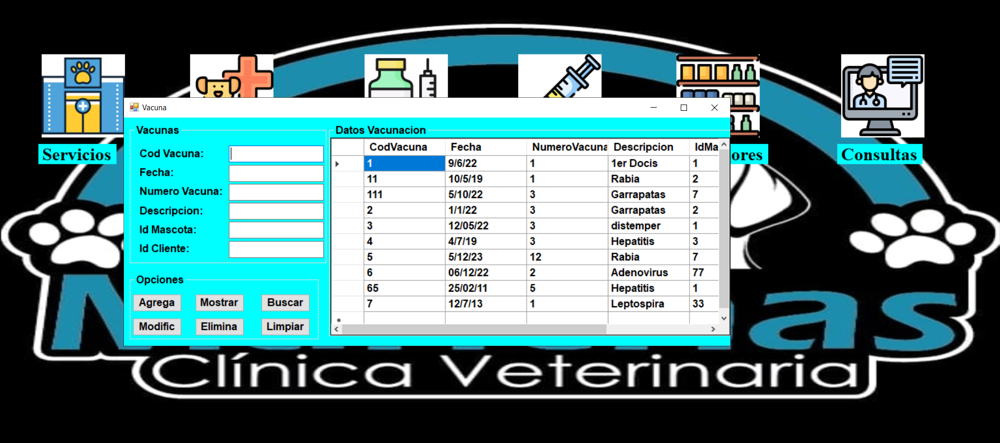 Servicios
ores
Consultas
Vacuna
Vacunas
Cod Vacuna:
Fecha:
Numero Vacuna:
Descripcion:
Id Mascota:
Id Cliente:
Opciones
Agrega Mostrar Buscar
Modific Elimina Limpiar
Datos Vacunacion
CodVacuna Fecha NumeroVacuna Descripcion IdMa
1 9/6/22 1 1er Docis 1
11 10/5/19 1 Rabia 2
111 5/10/22 3 Garrapatas 7
2 1/1/22 3 Garrapatas 2
3 12/05/22 3 distemper 1
4 4/7/19 3 Hepatitis 3
5 5/12/23 12 Rabia 7
6 06/12/22 2 Adenovirus 77
65 25/02/11 5 Hepatitis 1
7 12/7/13 1 Leptospira 33
Clínica Veterinaria